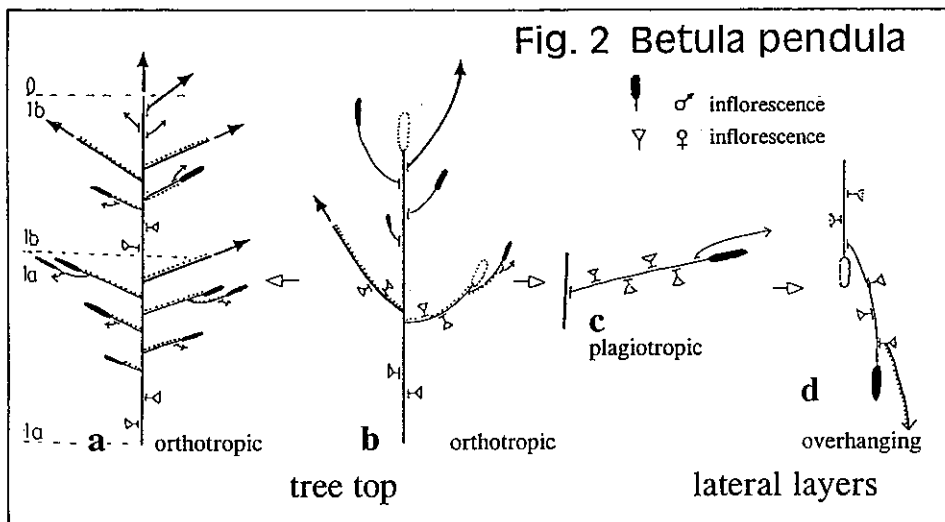 Fig. 2 Betula pendula
♂ inflorescence
♀ inflorescence
0
1b
1b
1a
1a
a orthotropic
b orthotropic
c
plagiotropic
d
overhanging
tree top
lateral layers